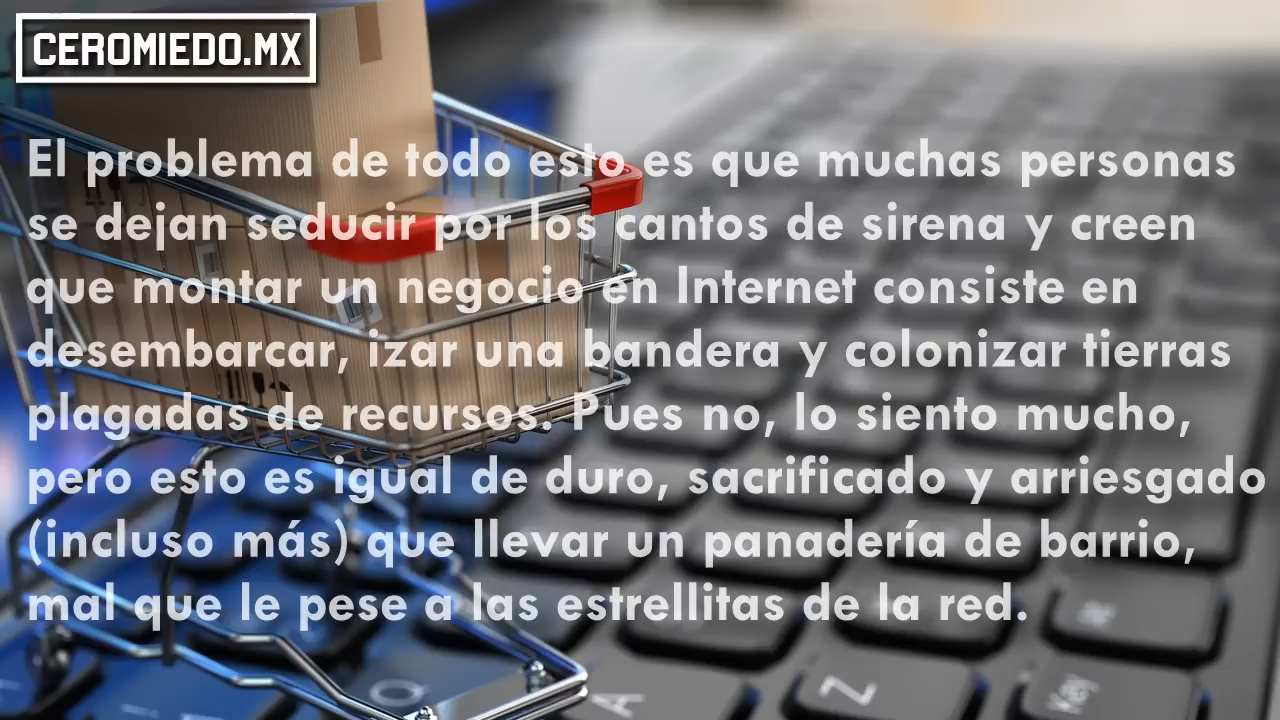 CEROMIEDO.MX
El problema de todo esto es que muchas personas
se dejan seducir por los cantos de sirena y creen
que montar un negocio en Internet consiste en
desembarcar, izar una bandera y colonizar tierras
plagadas de recursos. Pues no, lo siento mucho,
pero esto es igual de duro, sacrificado y arriesgado
(incluso más) que llevar un panadería de barrio,
mal que le pese a las estrellitas de la red.
A
Z
Key